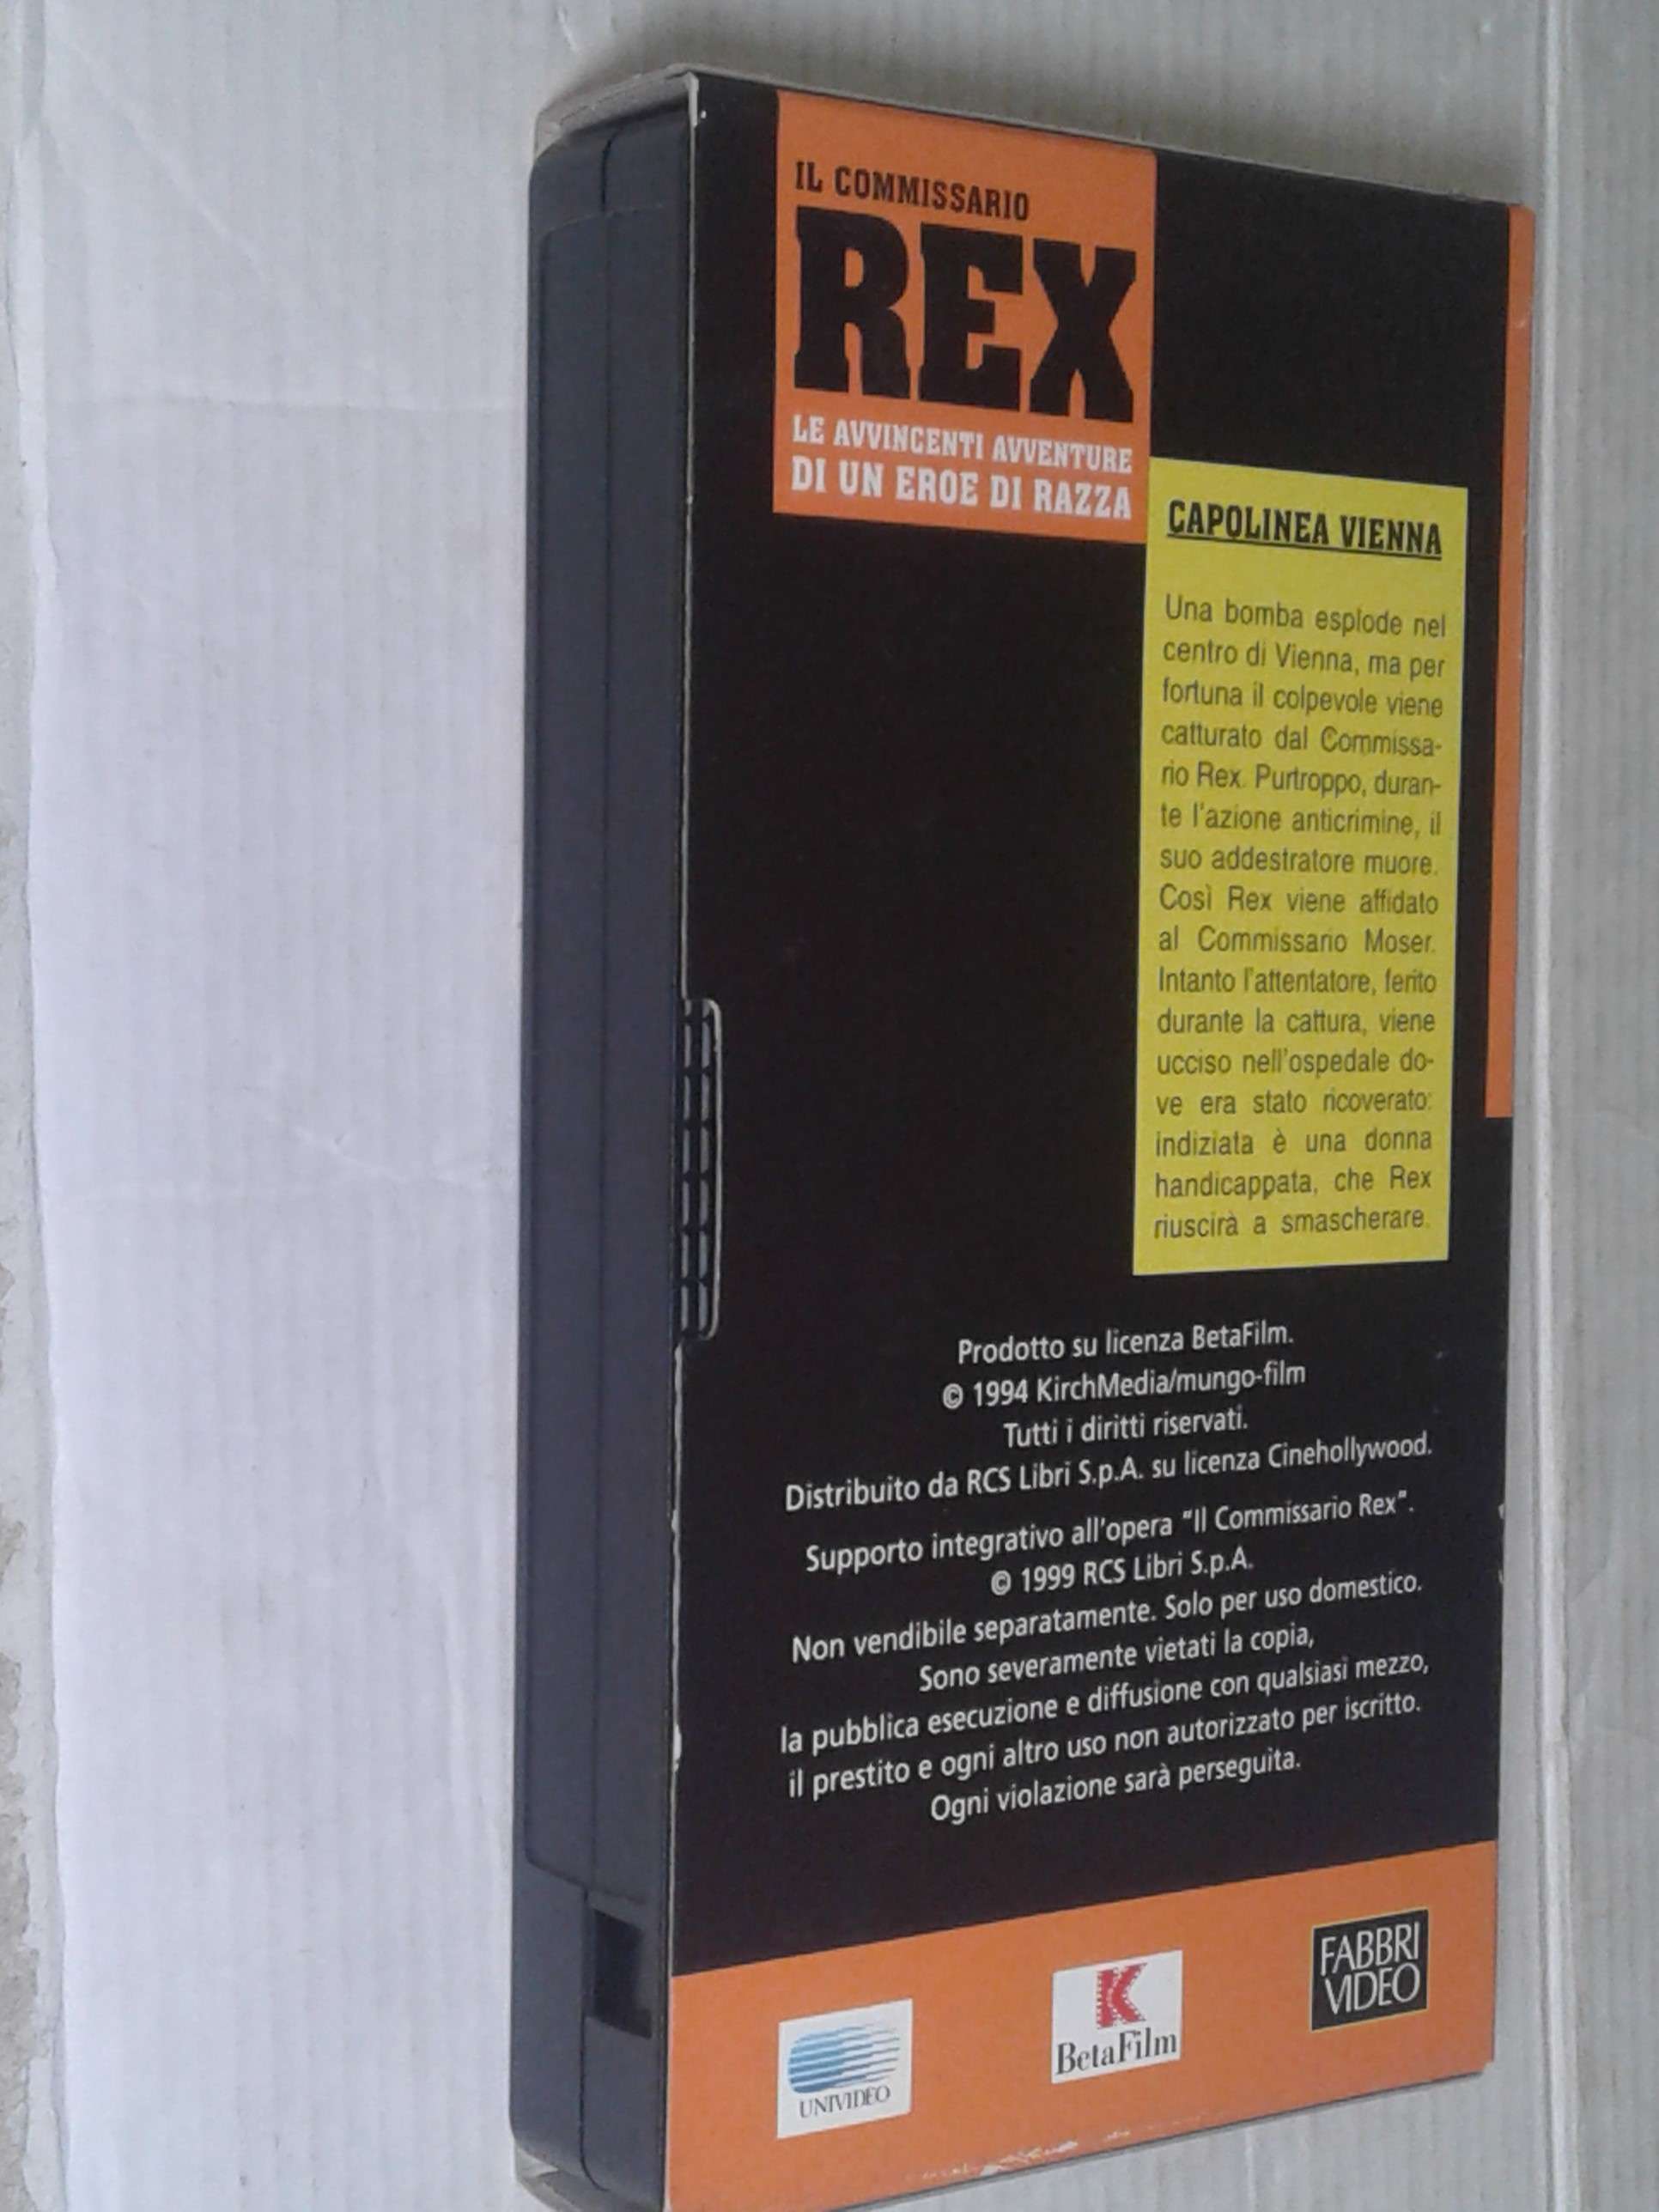 IL COMMISSARIO
REX
LE AVVINCENTI AVVENTURE
DI UN EROE DI RAZZA
CAPOLINEA VIENNA
Una bomba esplode nel
centro di Vienna, ma per
fortuna il colpevole viene
catturato dal Commissa-
rio Rex. Purtroppo, duran-
te l'azione anticrimine, il
suo addestratore muore.
Così Rex viene affidato
al Commissario Moser.
Intanto l'attentatore, ferito
durante la cattura, viene
ucciso nell'ospedale do-
ve era stato ricoverato:
indiziata è una donna
handicappata, che Rex
riuscirà a smascherare.
Prodotto su licenza BetaFilm.
© 1994 KirchMedia/mungo-film
Tutti i diritti riservati.
Distribuito da RCS Libri S.p.A. su licenza Cinehollywood.
Supporto integrativo all'opera "Il Commissario Rex".
© 1999 RCS Libri S.p.A.
Non vendibile separatamente. Solo per uso domestico.
Sono severamente vietati la copia,
la pubblica esecuzione e diffusione con qualsiasi mezzo,
il prestito e ogni altro uso non autorizzato per iscritto.
Ogni violazione sarà perseguita.
UNIVIDEO
K
BetaFilm
FABBRI
VIDEO